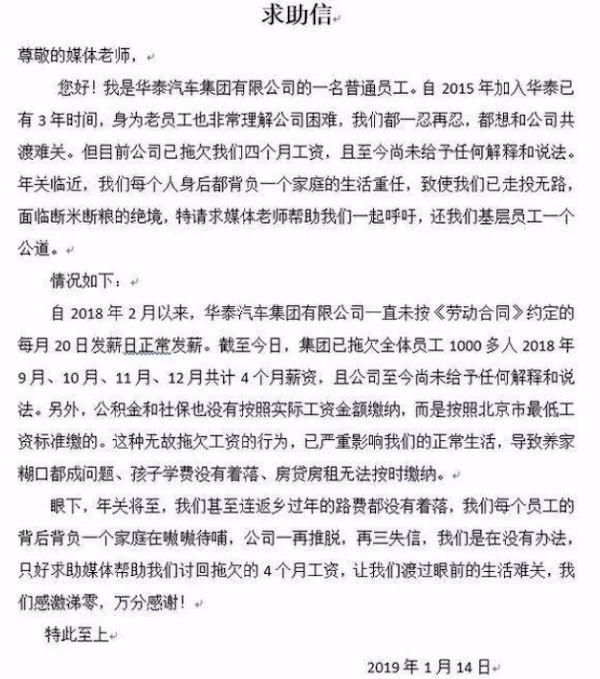 求助信
尊敬的媒体老师，
您好！我是华泰汽车集团有限公司的一名普通员工。自 2015 年加入华泰已
有 3 年时间，身为老员工也非常理解公司困难，我们都一忍再忍，都想和公司共
渡难关。但目前公司已拖欠我们四个月工资，且至今尚未给予任何解释和说法。
年关临近，我们每个人身后都背负一个家庭的生活重任，致使我们已走投无路，
面临断米断粮的绝境，特请求媒体老师帮助我们一起呼吁，还我们基层员工一个
公道。
情况如下：
自 2018 年 2 月以来，华泰汽车集团有限公司一直未按《劳动合同》约定的
每月 20 日发薪日正常发薪。截至今日，集团已拖欠全体员工 1000 多人 2018 年
9 月、10 月、11 月、12 月共计 4 个月薪资，且公司至今尚未给予任何解释和说
法。另外，公积金和社保也没有按照实际工资金额缴纳，而是按照北京市最低工
资标准缴的。这种无故拖欠工资的行为，已严重影响我们的正常生活，导致养家
糊口都成问题、孩子学费没有着落、房贷房租无法按时缴纳。
眼下，年关将至，我们甚至连返乡过年的路费都没有着落，我们每个员工的
背后背负一个家庭在嗷嗷待哺，公司一再推脱，再三失信，我们是在没有办法，
只好求助媒体帮助我们讨回拖欠的 4 个月工资，让我们渡过眼前的生活难关，我
们感激涕零，万分感谢！
特此至上
2019 年 1 月 14 日